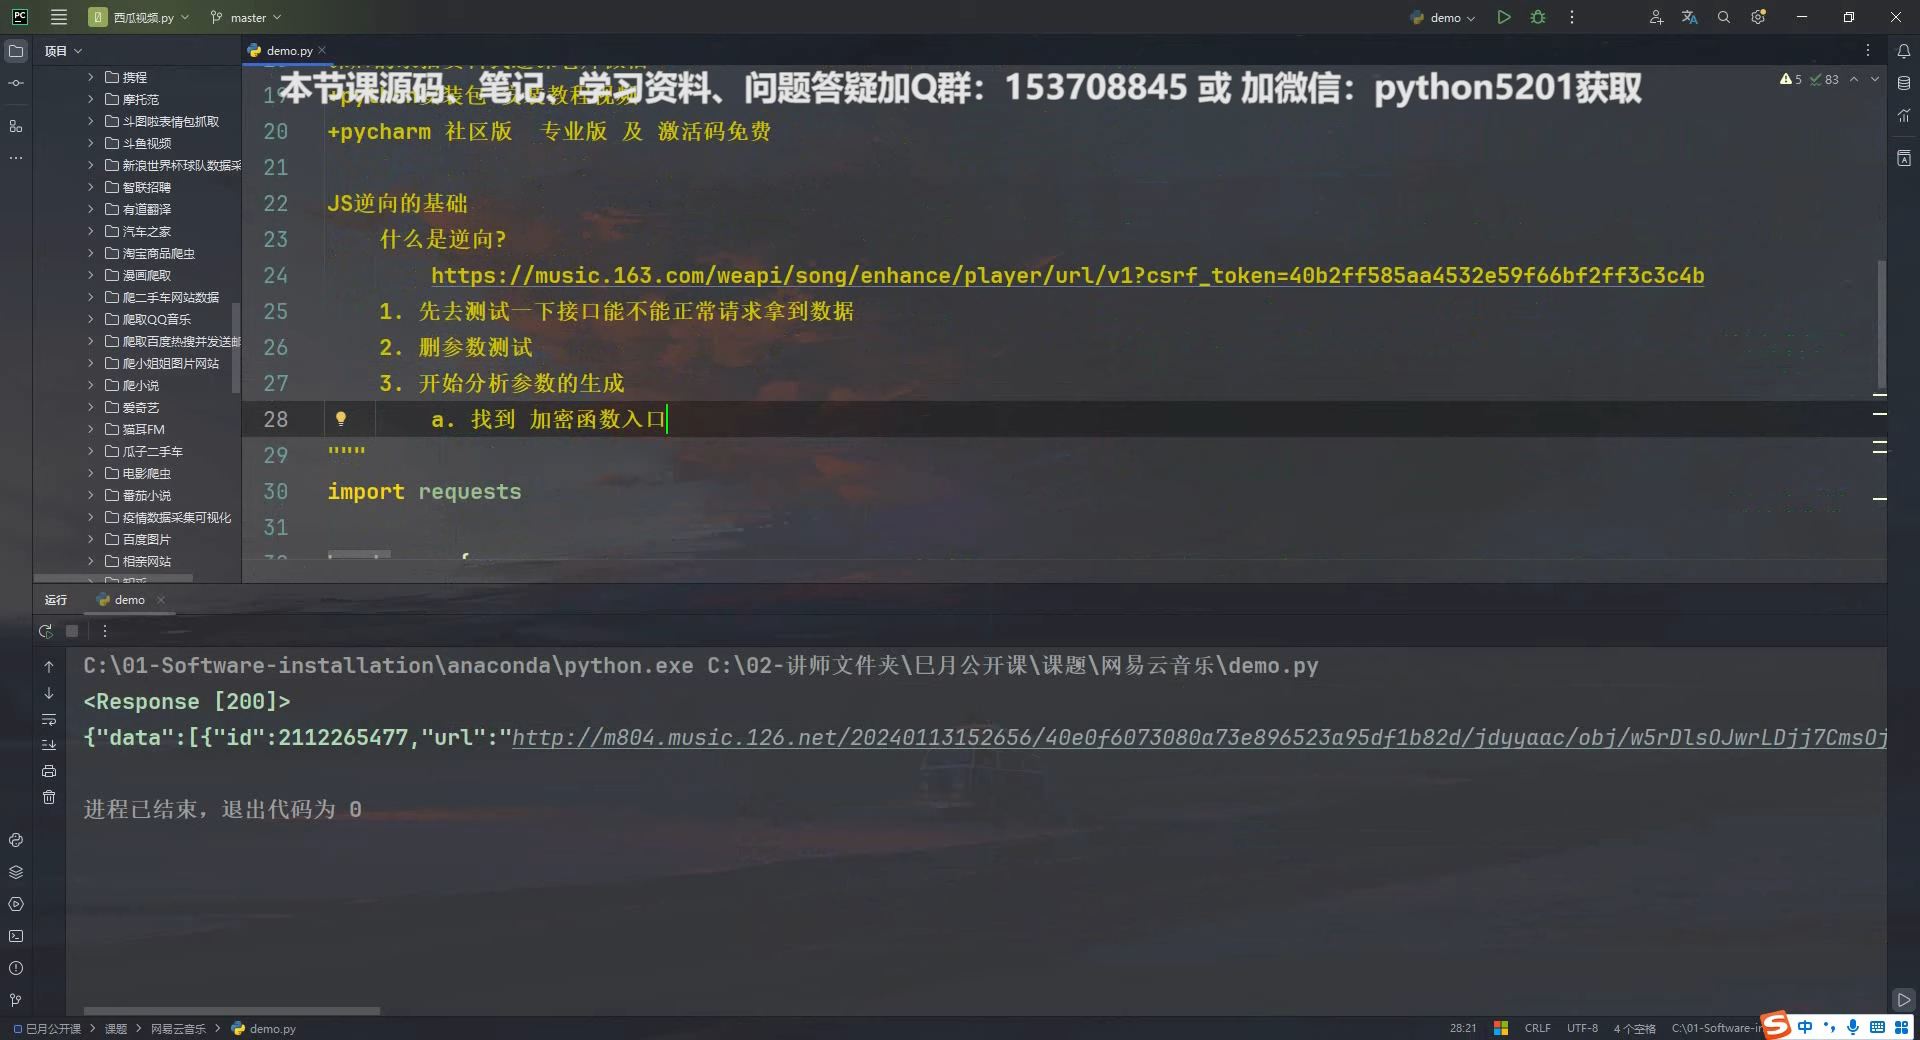 PC
西瓜视频.py
master
demo
项目
demo.py
携程
摩托范
斗图啦表情包抓取
斗鱼视频
新浪世界杯球队数据采
智联招聘
有道翻译
汽车之家
淘宝商品爬虫
漫画爬取
爬二手车网站数据
爬取QQ音乐
爬取百度热搜并发送邮
爬小姐姐图片网站
爬小说
爱奇艺
猫耳FM
瓜子二手车
电影爬虫
番茄小说
疫情数据采集可视化
百度图片
相亲网站
本节课源码、笔记、学习资料、问题答疑加Q群：153708845 或 加微信：python5201获取
5 83
19
20 +pycharm 社区版 专业版 及 激活码免费
21
22 JS逆向的基础
23 什么是逆向?
24 https://music.163.com/weapi/song/enhance/player/url/v1?csrf_token=40b2ff585aa4532e59f66bf2ff3c3c4b
25 1. 先去测试一下接口能不能正常请求拿到数据
26 2. 删参数测试
27 3. 开始分析参数的生成
28 a. 找到 加密函数入口
29 """
30 import requests
31
运行
demo
C:\01-Software-installation\anaconda\python.exe C:\02-讲师文件夹\巳月公开课\课题\网易云音乐\demo.py
<Response [200]>
{"data":[{"id":2112265477,"url":"http://m804.music.126.net/20240113152656/40e0f6073080a73e896523a95df1b82d/jdyyaac/obj/w5rDlsOJwrLDjj7CmsOj
进程已结束，退出代码为 0
巳月公开课 > 课题 > 网易云音乐 > demo.py
28:21
CRLF
UTF-8
4 个空格
C:\01-Software-in
中